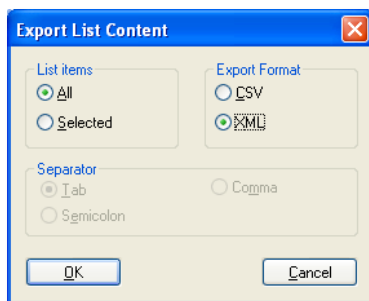 Export List Content
List items
All
Selected
Export Format
CSV
XML
Separator
Tab
Comma
Semicolon
OK
Cancel